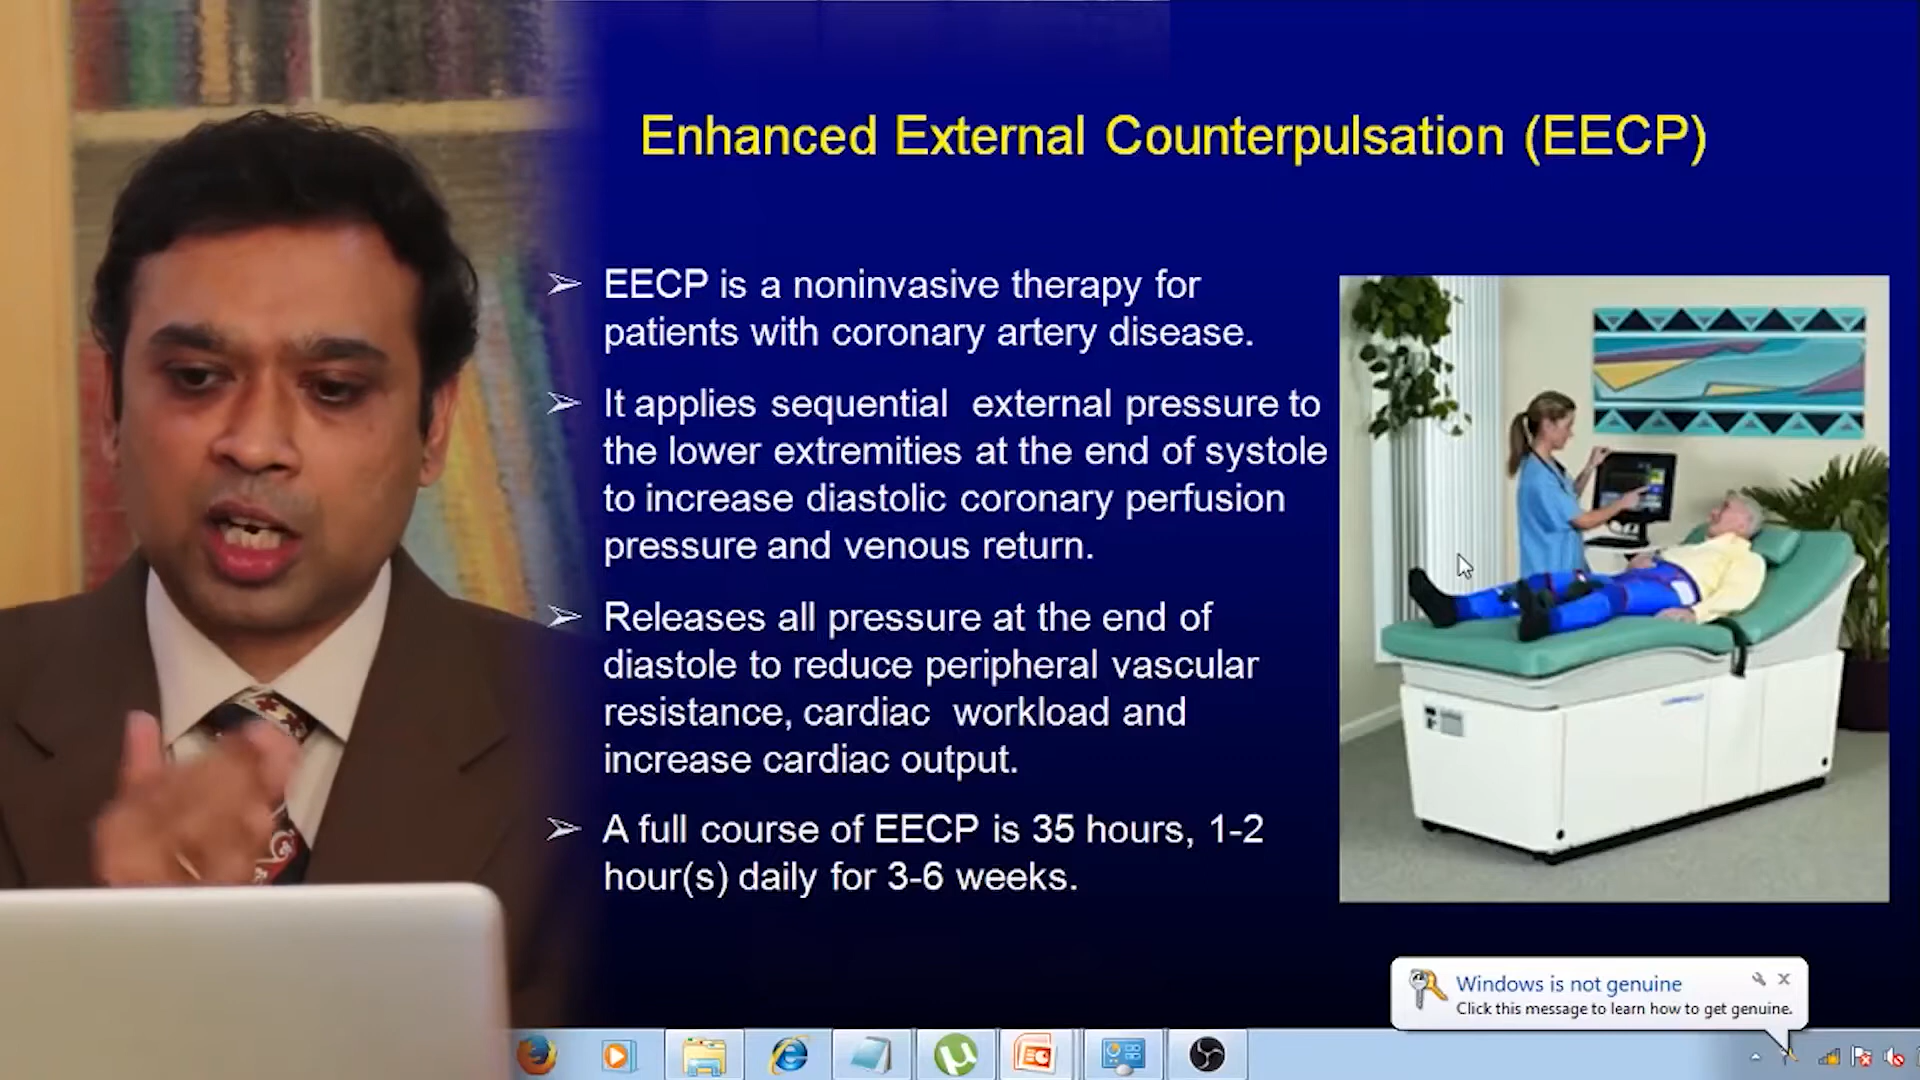 Enhanced External Counterpulsation (EECP)
EECP is a noninvasive therapy for
patients with coronary artery disease.
It applies sequential external pressure to
the lower extremities at the end of systole
to increase diastolic coronary perfusion
pressure and venous return.
Releases all pressure at the end of
diastole to reduce peripheral vascular
resistance, cardiac workload and
increase cardiac output.
A full course of EECP is 35 hours, 1-2
hour(s) daily for 3-6 weeks.
Windows is not genuine
Click this message to learn how to get genuine.